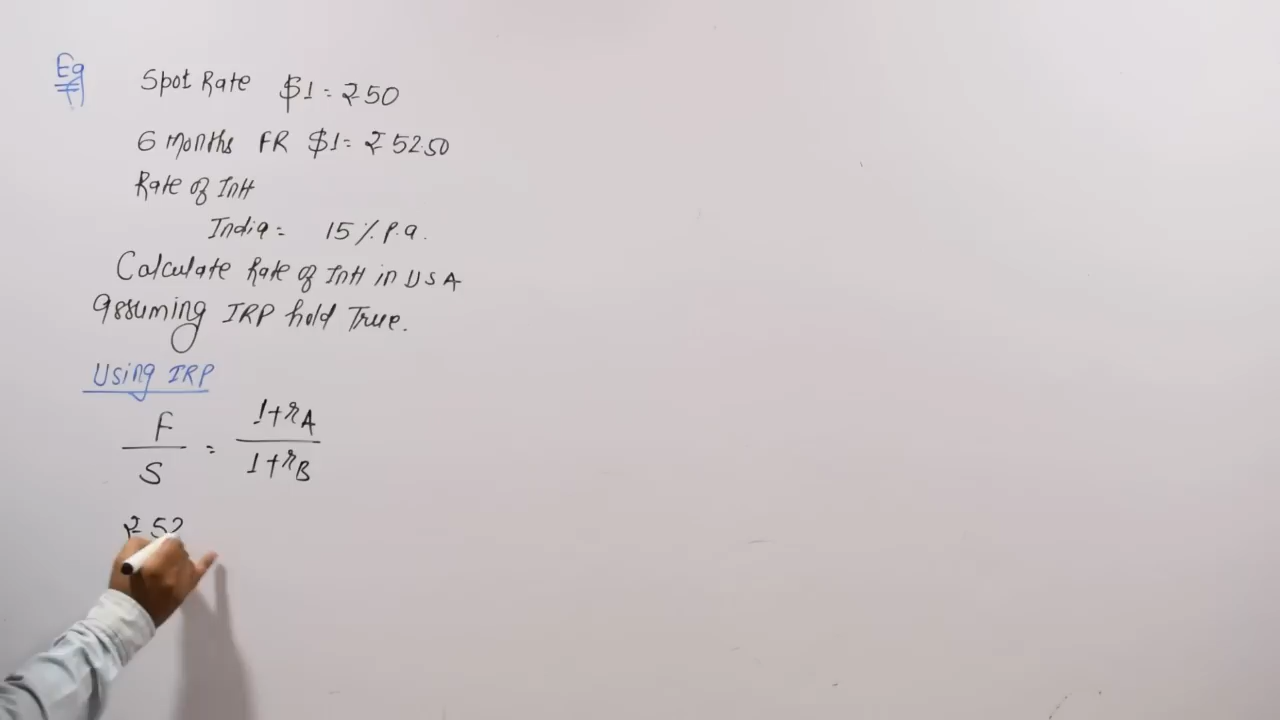 Eg
Spot Rate $1 = ₹50
6 Months FR $1 = ₹52.50
Rate of Intt
India = 15% P.a.
Calculate Rate of Intt in USA
Assuming IRP hold True.
Using IRP
F/S = 1+rA/1+rB
₹52